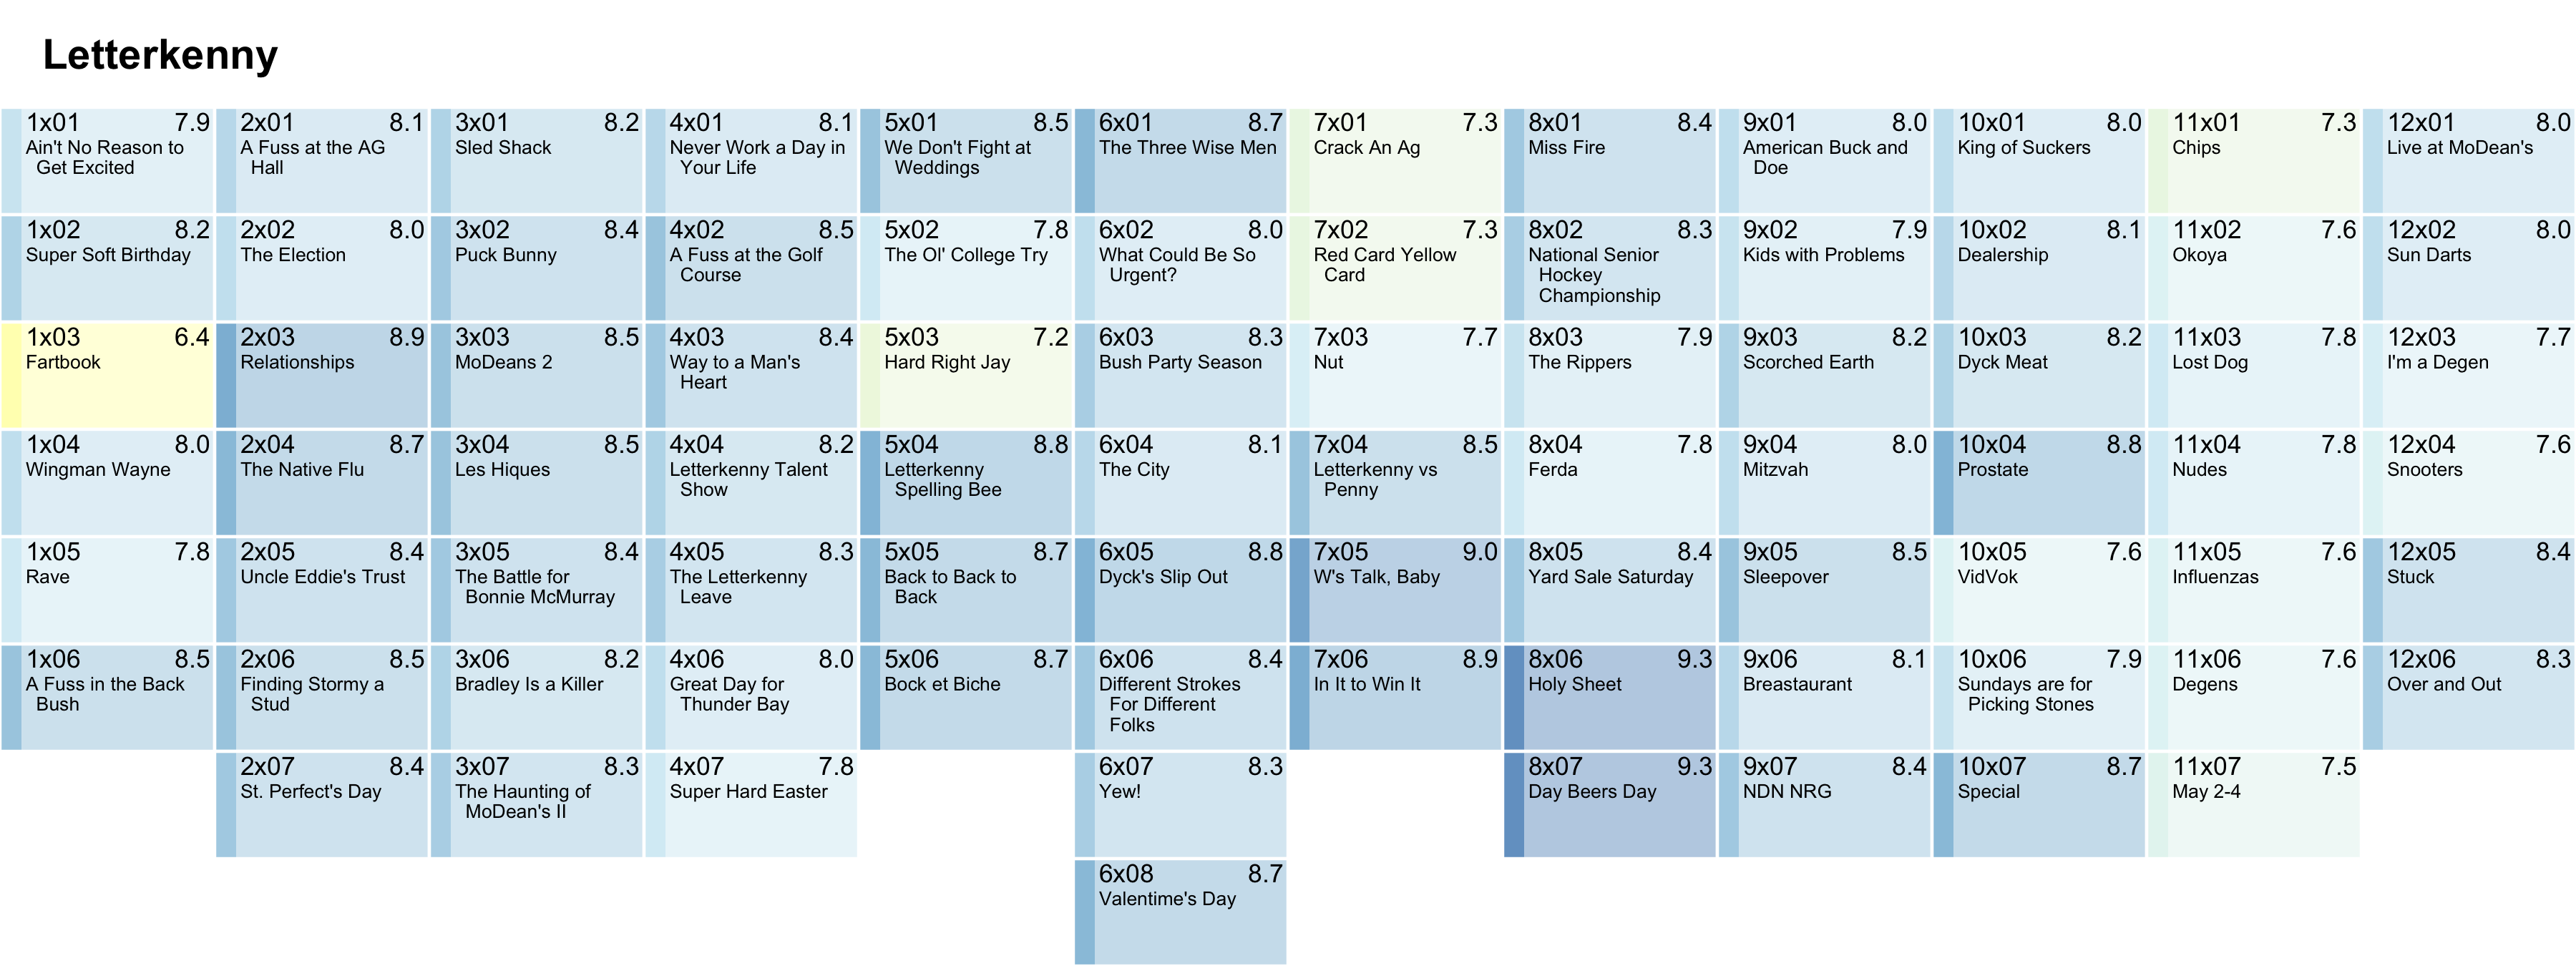 Letterkenny
1x01 7.9
Ain't No Reason to
Get Excited
1x02 8.2
Super Soft Birthday
1x03 6.4
Fartbook
1x04 8.0
Wingman Wayne
1x05 7.8
Rave
1x06 8.5
A Fuss in the Back
Bush
2x01 8.1
A Fuss at the AG
Hall
2x02 8.0
The Election
2x03 8.9
Relationships
2x04 8.7
The Native Flu
2x05 8.4
Uncle Eddie's Trust
2x06 8.5
Finding Stormy a
Stud
2x07 8.4
St. Perfect's Day
3x01 8.2
Sled Shack
3x02 8.4
Puck Bunny
3x03 8.5
MoDeans 2
3x04 8.5
Les Hiques
3x05 8.4
The Battle for
Bonnie McMurray
3x06 8.2
Bradley Is a Killer
3x07 8.3
The Haunting of
MoDean's II
4x01 8.1
Never Work a Day in
Your Life
4x02 8.5
A Fuss at the Golf
Course
4x03 8.4
Way to a Man's
Heart
4x04 8.2
Letterkenny Talent
Show
4x05 8.3
The Letterkenny
Leave
4x06 8.0
Great Day for
Thunder Bay
4x07 7.8
Super Hard Easter
5x01 8.5
We Don't Fight at
Weddings
5x02 7.8
The Ol' College Try
5x03 7.2
Hard Right Jay
5x04 8.8
Letterkenny
Spelling Bee
5x05 8.7
Back to Back to
Back
5x06 8.7
Bock et Biche
6x01 8.7
The Three Wise Men
6x02 8.0
What Could Be So
Urgent?
6x03 8.3
Bush Party Season
6x04 8.1
The City
6x05 8.8
Dyck's Slip Out
6x06 8.4
Different Strokes
For Different
Folks
6x07 8.3
Yew!
6x08 8.7
Valentime's Day
7x01 7.3
Crack An Ag
7x02 7.3
Red Card Yellow
Card
7x03 7.7
Nut
7x04 8.5
Letterkenny vs
Penny
7x05 9.0
W's Talk, Baby
7x06 8.9
In It to Win It
8x01 8.4
Miss Fire
8x02 8.3
National Senior
Hockey
Championship
8x03 7.9
The Rippers
8x04 7.8
Ferda
8x05 8.4
Yard Sale Saturday
8x06 9.3
Holy Sheet
8x07 9.3
Day Beers Day
9x01 8.0
American Buck and
Doe
9x02 7.9
Kids with Problems
9x03 8.2
Scorched Earth
9x04 8.0
Mitzvah
9x05 8.5
Sleepover
9x06 8.1
Breastaurant
9x07 8.4
NDN NRG
10x01 8.0
King of Suckers
10x02 8.1
Dealership
10x03 8.2
Dyck Meat
10x04 8.8
Prostate
10x05 7.6
VidVok
10x06 7.9
Sundays are for
Picking Stones
10x07 8.7
Special
11x01 7.3
Chips
11x02 7.6
Okoya
11x03 7.8
Lost Dog
11x04 7.8
Nudes
11x05 7.6
Influenzas
11x06 7.6
Degens
11x07 7.5
May 2-4
12x01 8.0
Live at MoDean's
12x02 8.0
Sun Darts
12x03 7.7
I'm a Degen
12x04 7.6
Snooters
12x05 8.4
Stuck
12x06 8.3
Over and Out